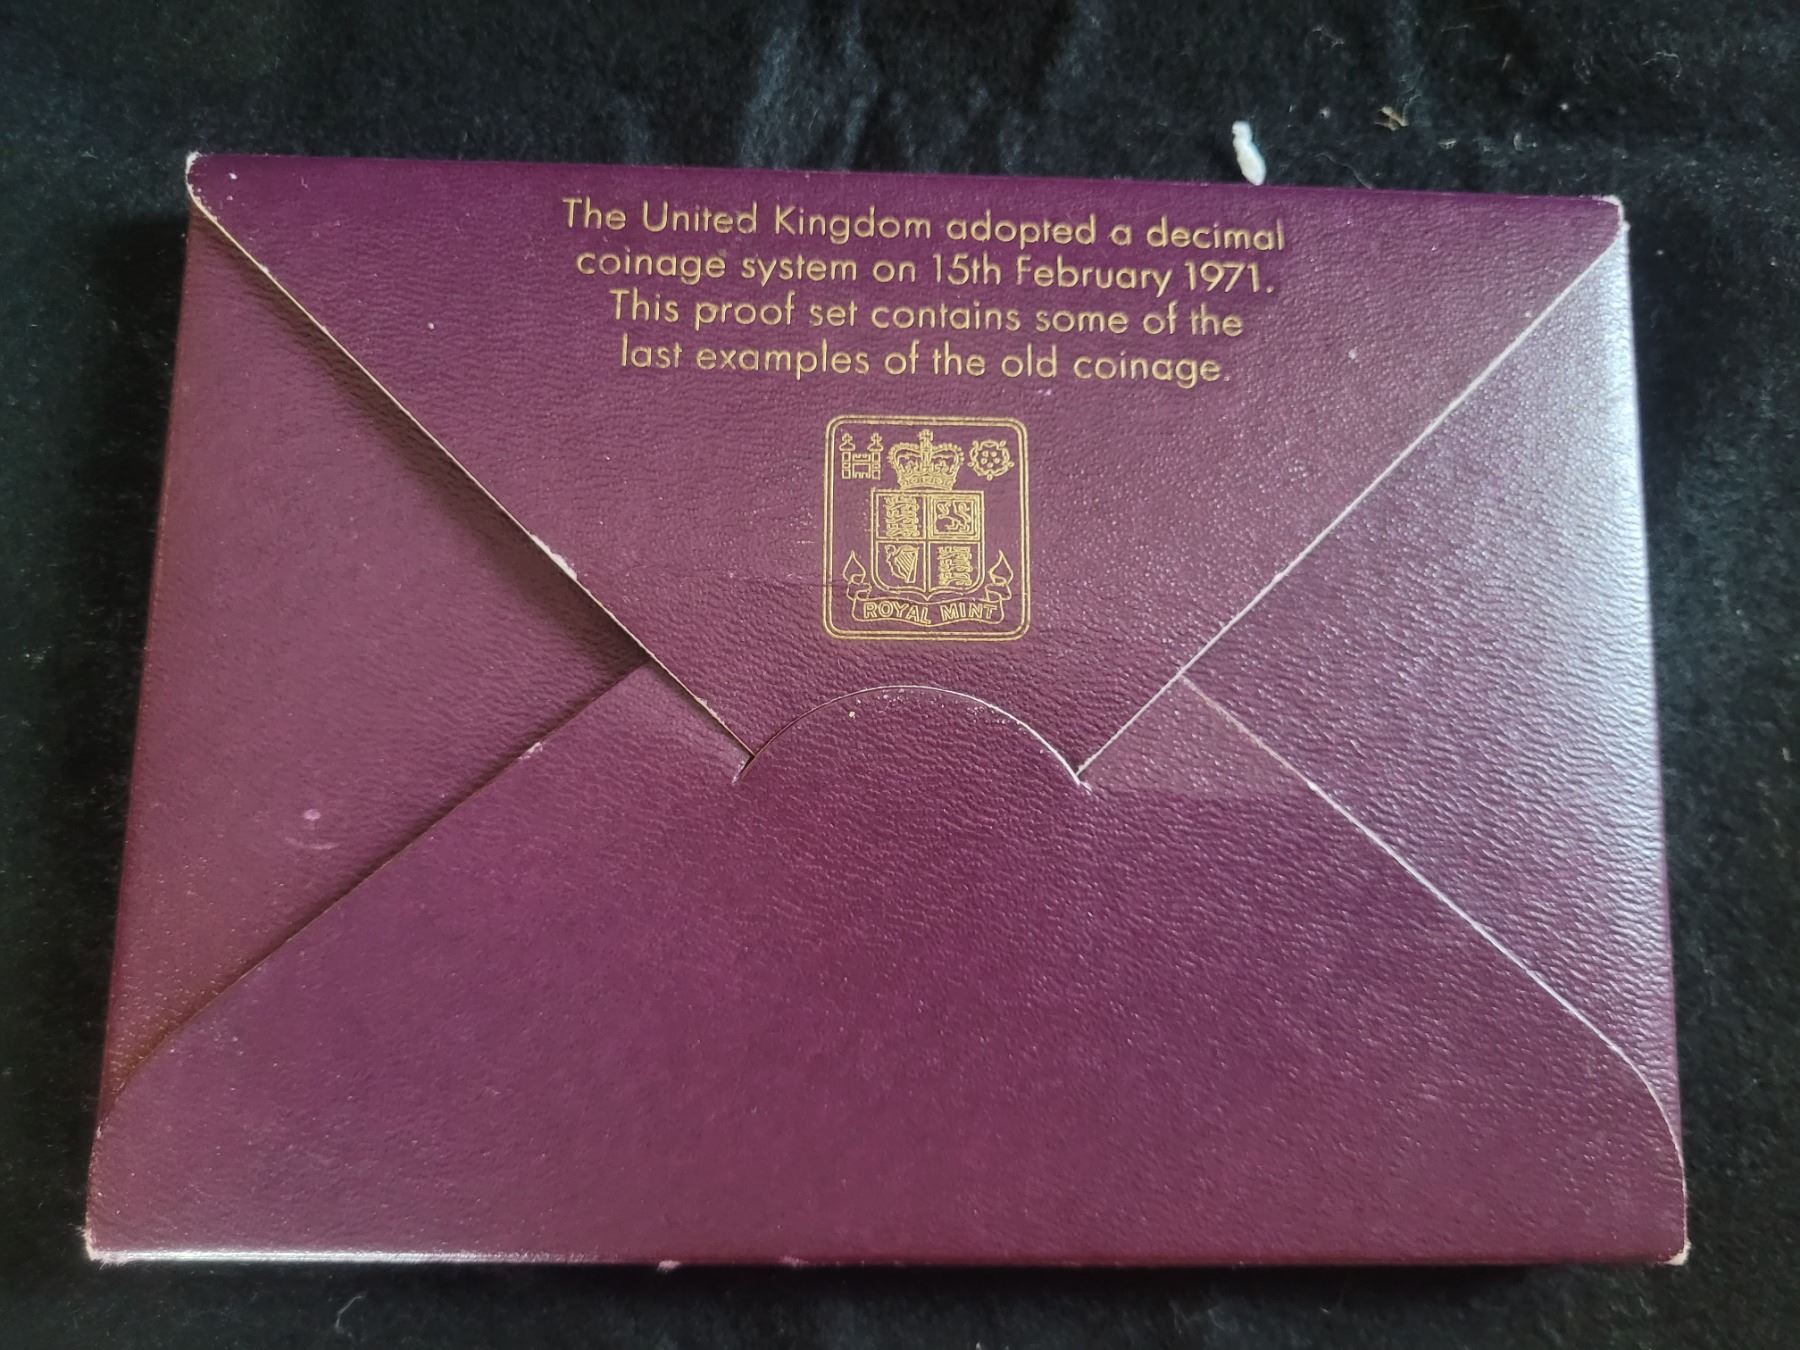 The United Kingdom adopted a decimal
coinage system on 15th February 1971.
This proof set contains some of the
last examples of the old coinage.
ROYAL MINT